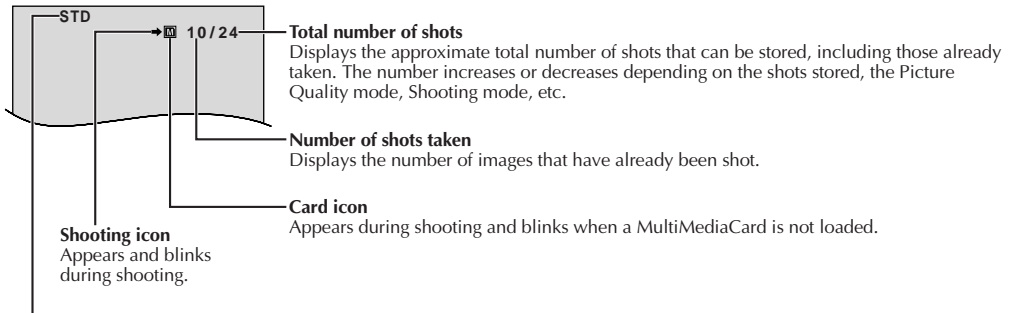 STD
10/24
Total number of shots
Displays the approximate total number of shots that can be stored, including those already
taken. The number increases or decreases depending on the shots stored, the Picture
Quality mode, Shooting mode, etc.
Number of shots taken
Displays the number of images that have already been shot.
Card icon
Appears during shooting and blinks when a MultiMediaCard is not loaded.
Shooting icon
Appears and blinks
during shooting.